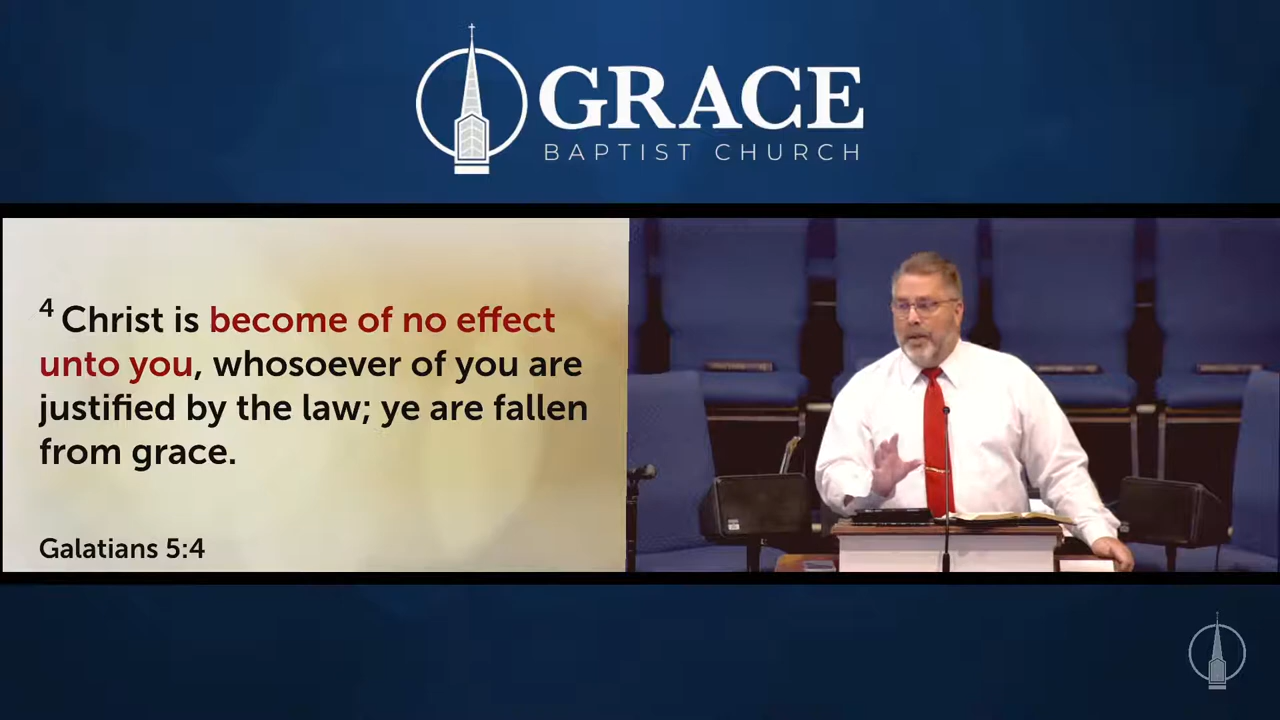 GRACE
BAPTIST CHURCH
4 Christ is become of no effect
unto you, whosoever of you are
justified by the law; ye are fallen
from grace.
Galatians 5:4